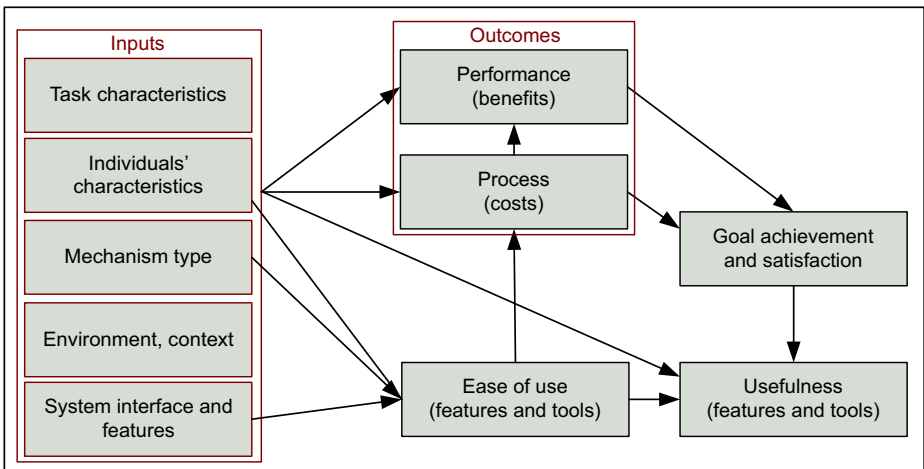 Inputs
Task characteristics
Individuals’
characteristics
Mechanism type
Environment, context
System interface and
features
Outcomes
Performance
(benefits)
Process
(costs)
Goal achievement
and satisfaction
Ease of use
(features and tools)
Usefulness
(features and tools)